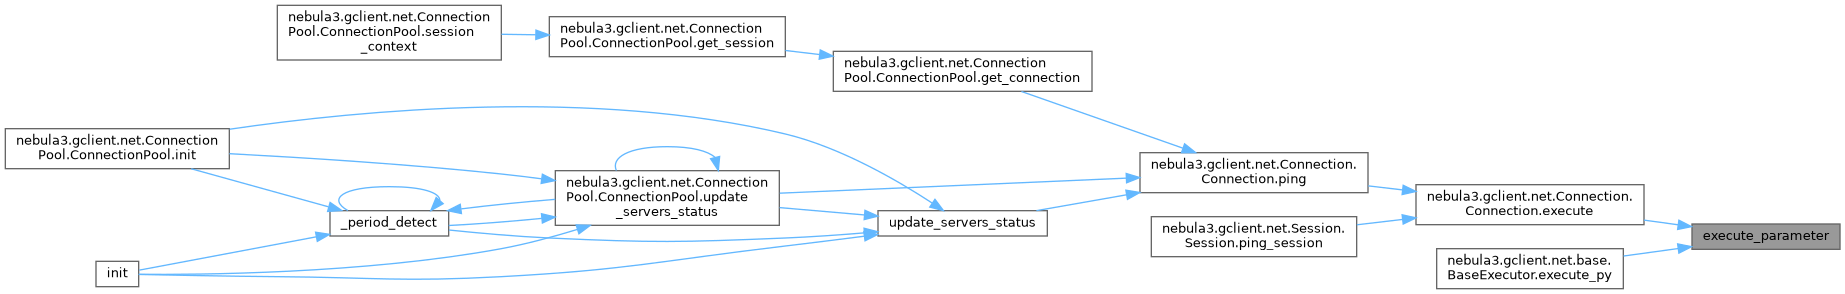 nebula3.gclient.net.Connection
Pool.ConnectionPool.session
_context
nebula3.gclient.net.Connection
Pool.ConnectionPool.get_session
nebula3.gclient.net.Connection
Pool.ConnectionPool.get_connection
nebula3.gclient.net.Connection
Pool.ConnectionPool.init
nebula3.gclient.net.Connection
Pool.ConnectionPool.update
_servers_status
_period_detect
init
update_servers_status
nebula3.gclient.net.Connection.
Connection.ping
nebula3.gclient.net.Session.
Session.ping_session
nebula3.gclient.net.Connection.
Connection.execute
nebula3.gclient.net.base.
BaseExecutor.execute_py
execute_parameter